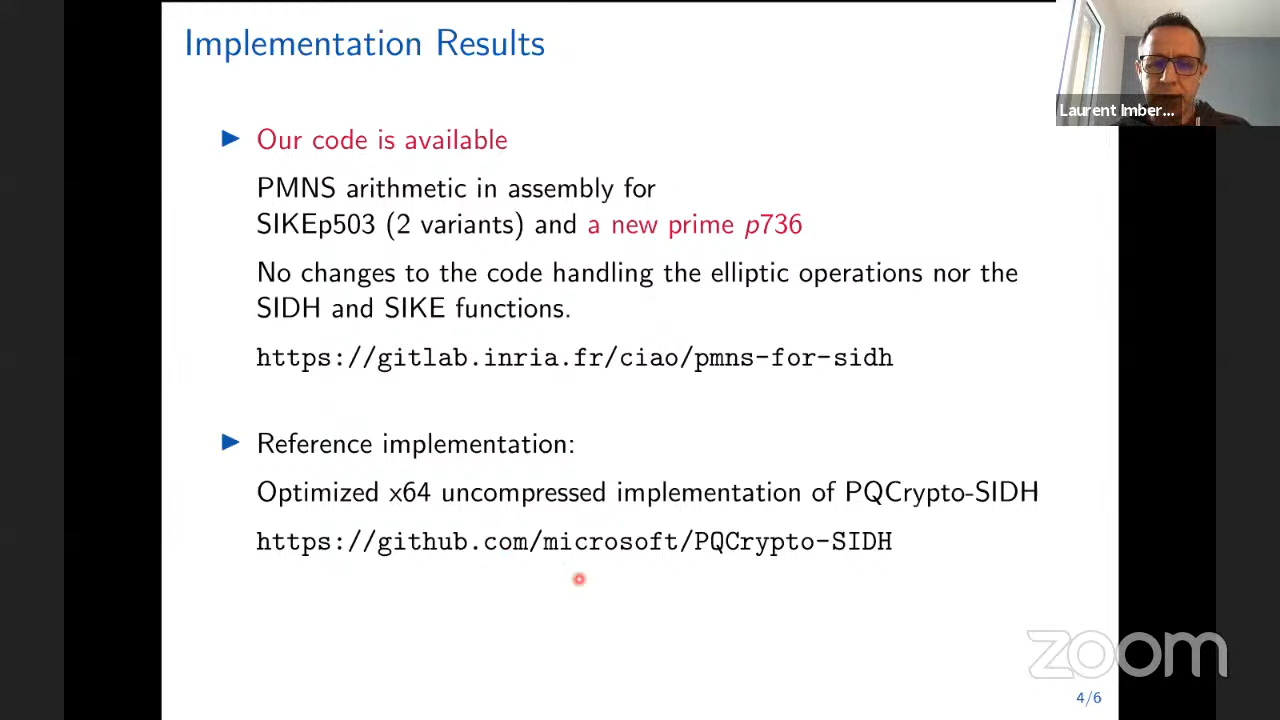 Implementation Results
Laurent Imber...
Our code is available
PMNS arithmetic in assembly for
SIKEp503 (2 variants) and a new prime p736
No changes to the code handling the elliptic operations nor the
SIDH and SIKE functions.
https://gitlab.inria.fr/ciao/pmns-for-sidh
Reference implementation:
Optimized x64 uncompressed implementation of PQCrypto-SIDH
https://github.com/microsoft/PQCrypto-SIDH
zoom
4/6